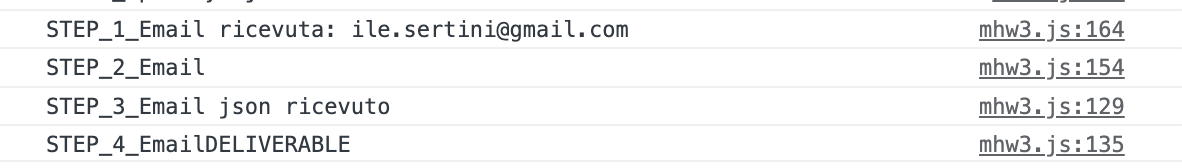 STEP_1_Email ricevuta: ile.sertini@gmail.com mhw3.js:164
STEP_2_Email mhw3.js:154
STEP_3_Email json ricevuto mhw3.js:129
STEP_4_EmailDELIVERABLE mhw3.js:135